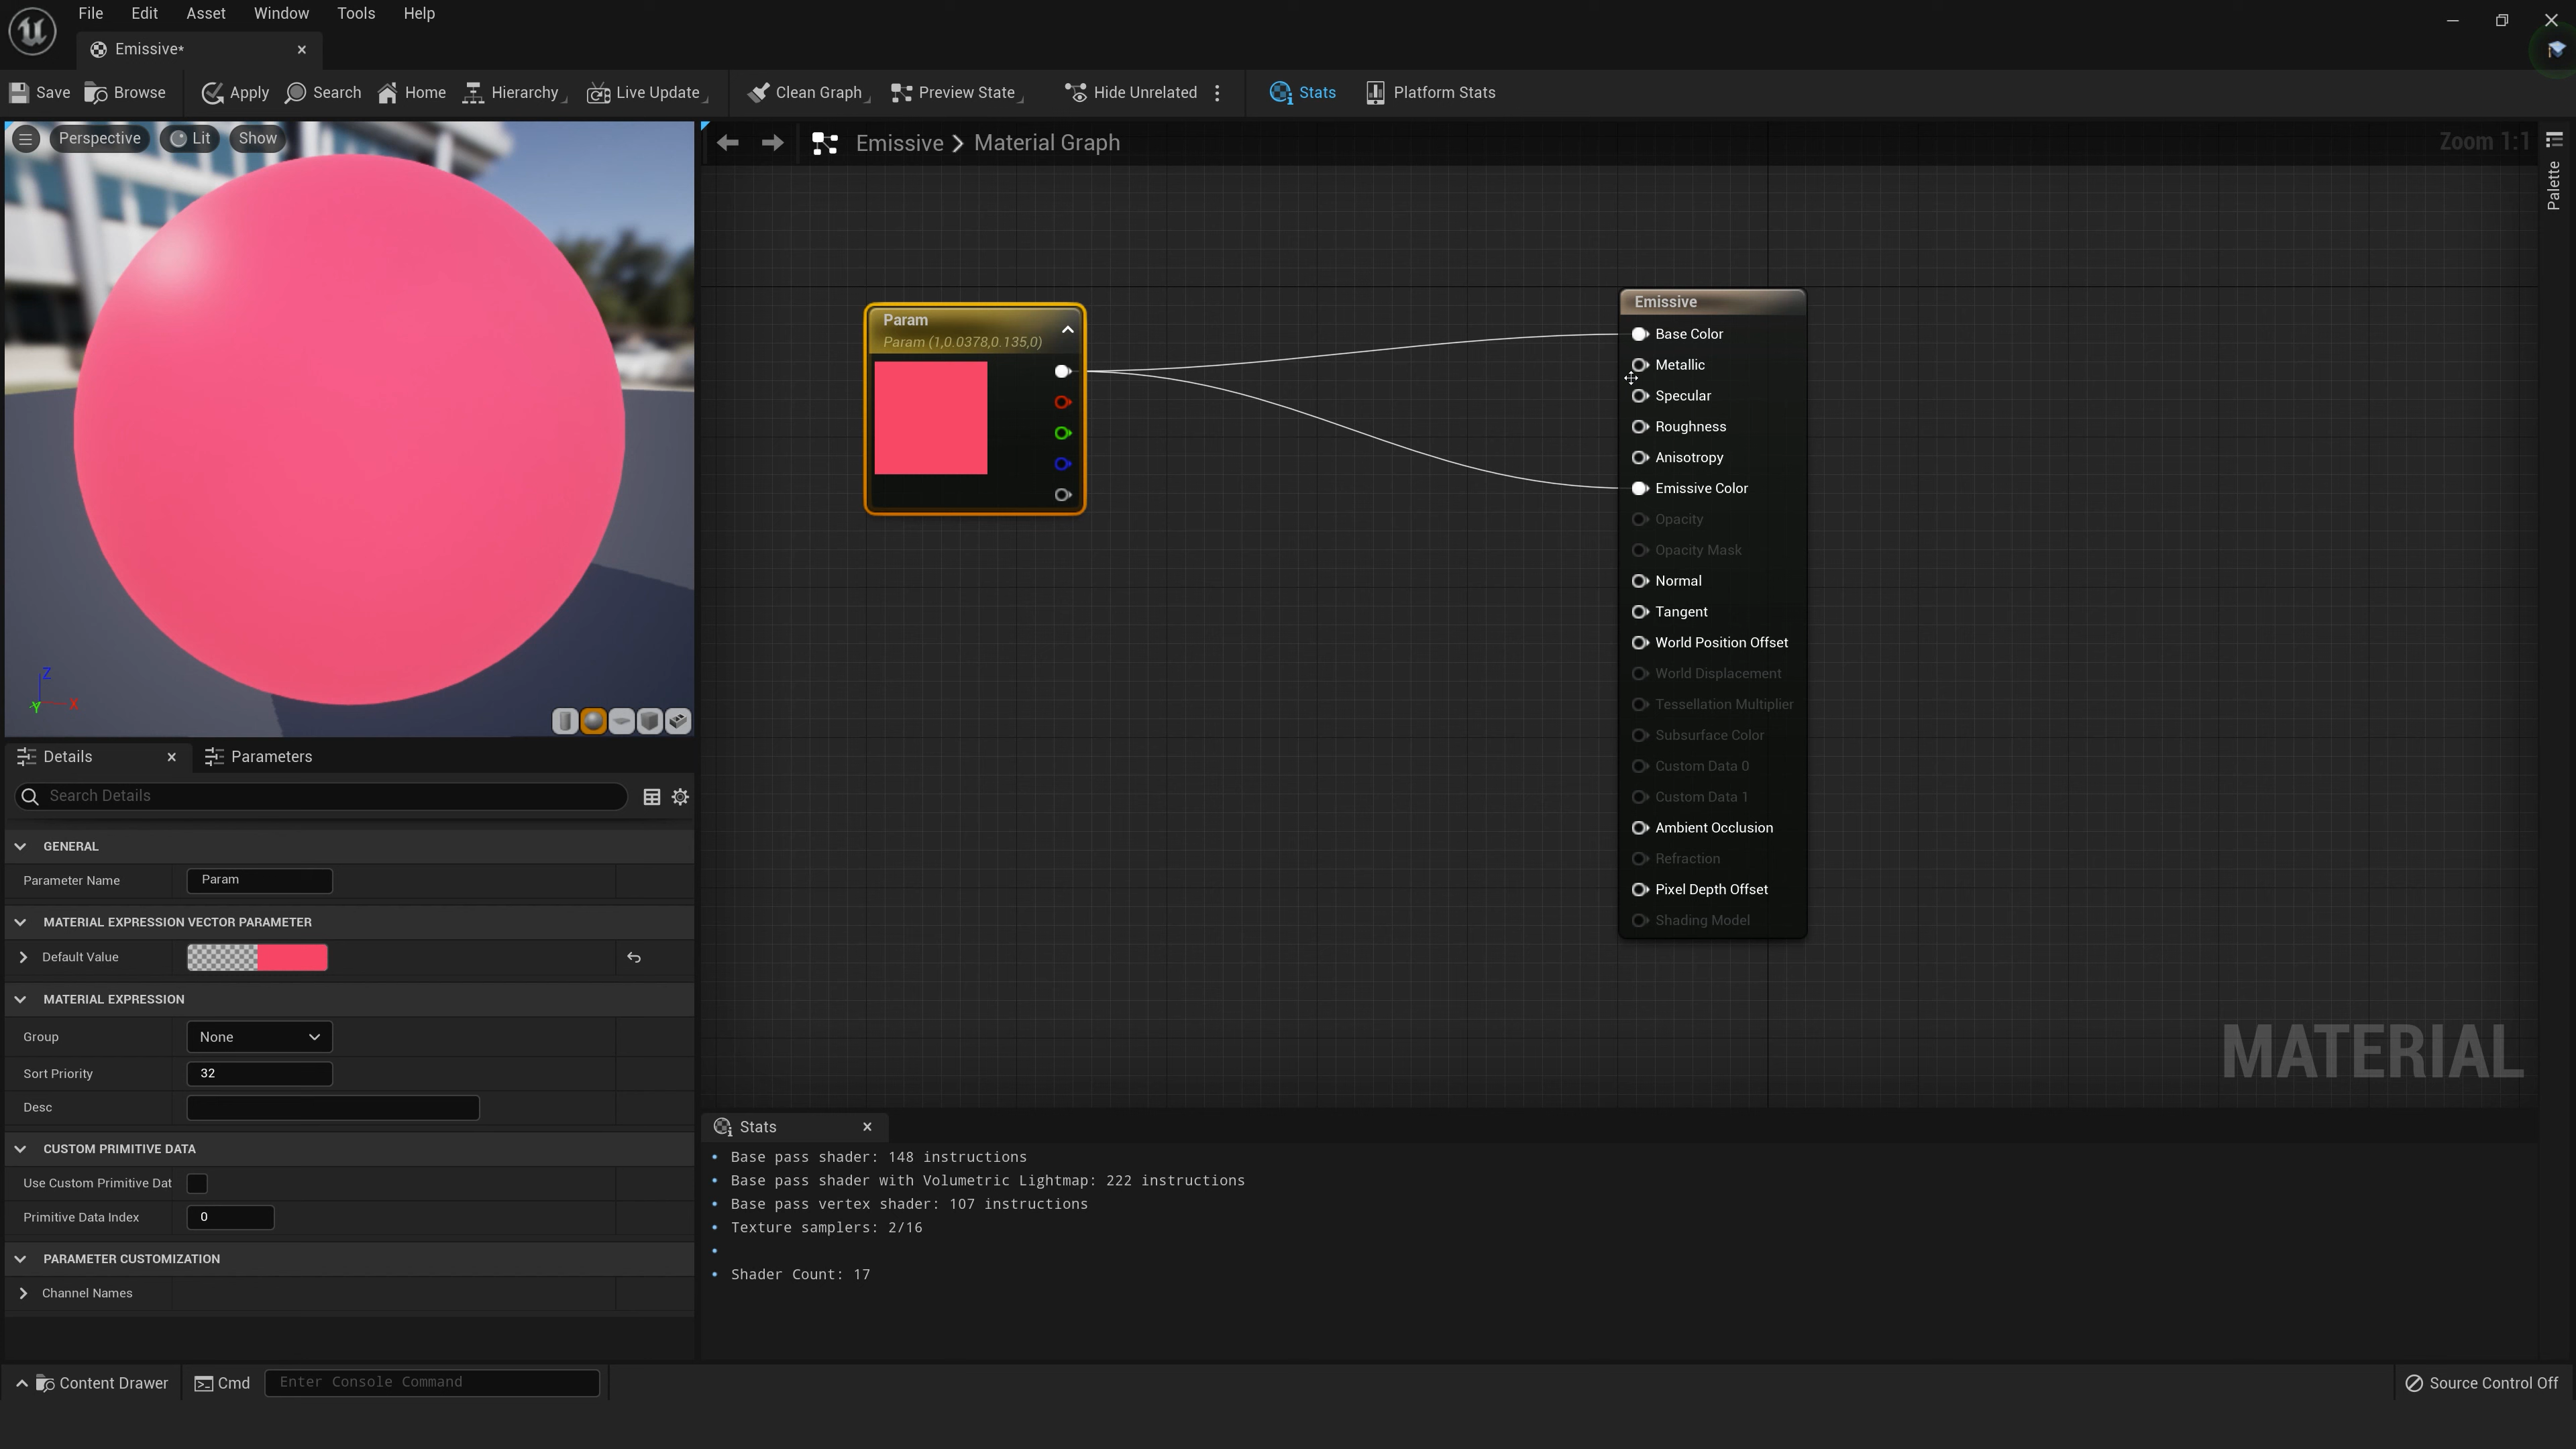 File Edit Asset Window Tools Help
Emissive*
Save Browse Apply Search Home Hierarchy Live Update Clean Graph Preview State Hide Unrelated Stats Platform Stats
Perspective Lit Show
Emissive > Material Graph
Zoom 1:1
Palette
Param
Param (1,0.0378,0.135,0)
Emissive
Base Color
Metallic
Specular
Roughness
Anisotropy
Emissive Color
Opacity
Opacity Mask
Normal
Tangent
World Position Offset
World Displacement
Tessellation Multiplier
Subsurface Color
Custom Data 0
Custom Data 1
Ambient Occlusion
Refraction
Pixel Depth Offset
Shading Model
MATERIAL
Z
Y X
Details Parameters
Search Details
GENERAL
Parameter Name Param
MATERIAL EXPRESSION VECTOR PARAMETER
Default Value
MATERIAL EXPRESSION
Group None
Sort Priority 32
Desc
CUSTOM PRIMITIVE DATA
Use Custom Primitive Dat
Primitive Data Index 0
PARAMETER CUSTOMIZATION
Channel Names
Stats
Base pass shader: 148 instructions
Base pass shader with Volumetric Lightmap: 222 instructions
Base pass vertex shader: 107 instructions
Texture samplers: 2/16
Shader Count: 17
Content Drawer Cmd Enter Console Command Source Control Off